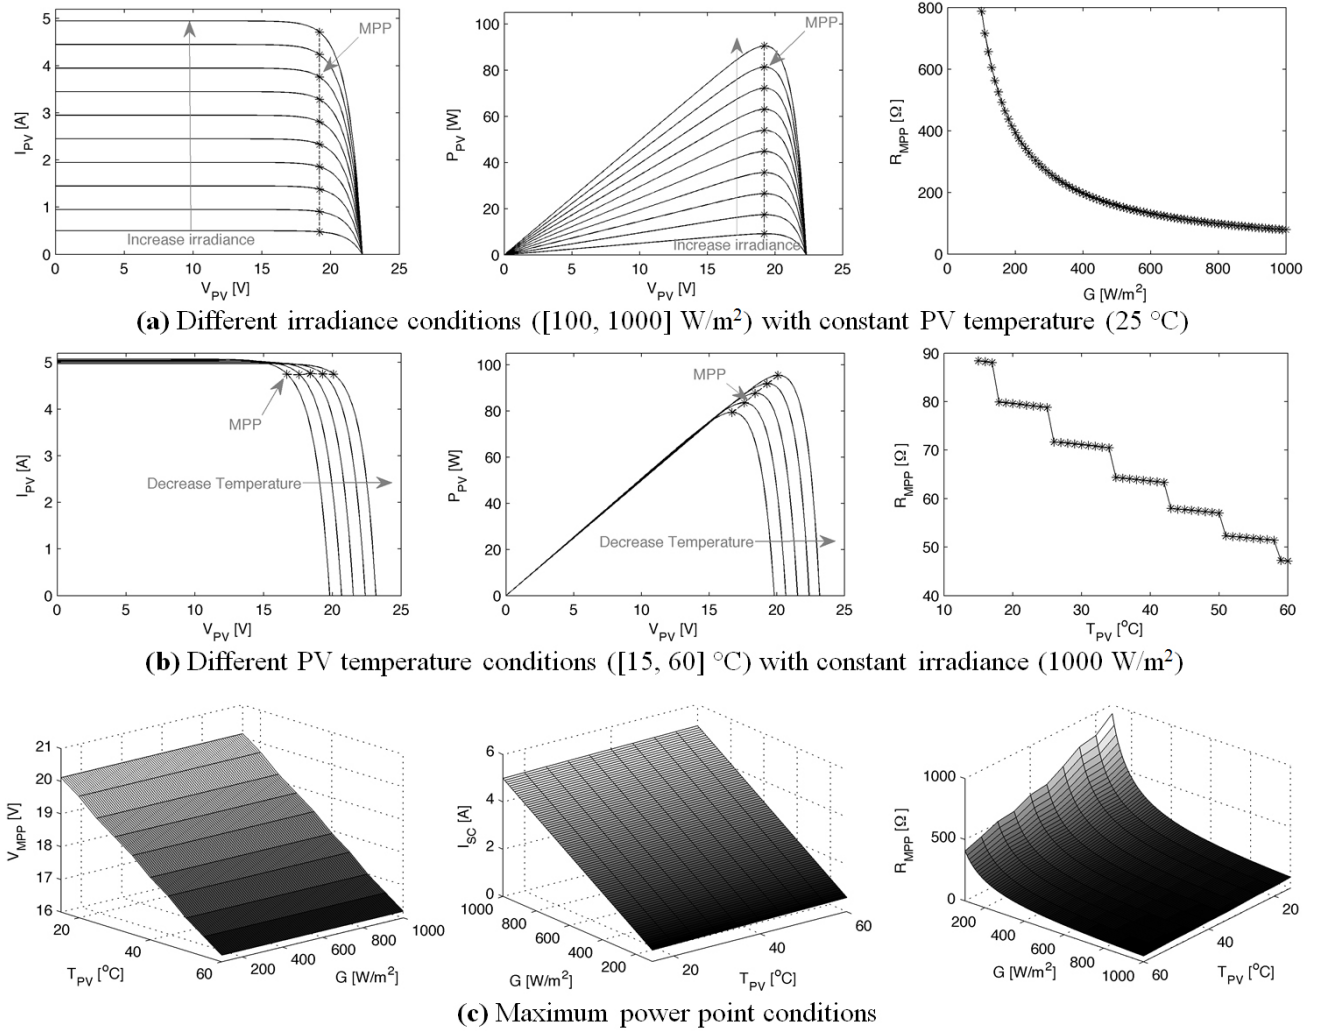 5
4
3
2
1
0
I_PV [A]
MPP
Increase irradiance
0 5 10 15 20 25
V_PV [V]
100
80
60
40
20
0
P_PV [W]
MPP
Increase irradiance
0 5 10 15 20 25
V_PV [V]
800
600
400
200
0
R_MPP [Ω]
0 200 400 600 800 1000
G [W/m²]
(a) Different irradiance conditions ([100, 1000] W/m²) with constant PV temperature (25 °C)
5
4
3
2
1
0
I_PV [A]
MPP
Decrease Temperature
0 5 10 15 20 25
V_PV [V]
100
80
60
40
20
0
P_PV [W]
MPP
Decrease Temperature
0 5 10 15 20 25
V_PV [V]
90
80
70
60
50
40
R_MPP [Ω]
10 20 30 40 50 60
T_PV [°C]
(b) Different PV temperature conditions ([15, 60] °C) with constant irradiance (1000 W/m²)
21
20
19
18
17
16
V_MPP [V]
20 40 60
T_PV [°C]
200 400 600 800 1000
G [W/m²]
6
4
2
0
I_SC [A]
1000 800 600 400 200
G [W/m²]
20 40 60
T_PV [°C]
1000
500
0
R_MPP [Ω]
200 400 600 800 1000
G [W/m²]
60 40 20
T_PV [°C]
(c) Maximum power point conditions